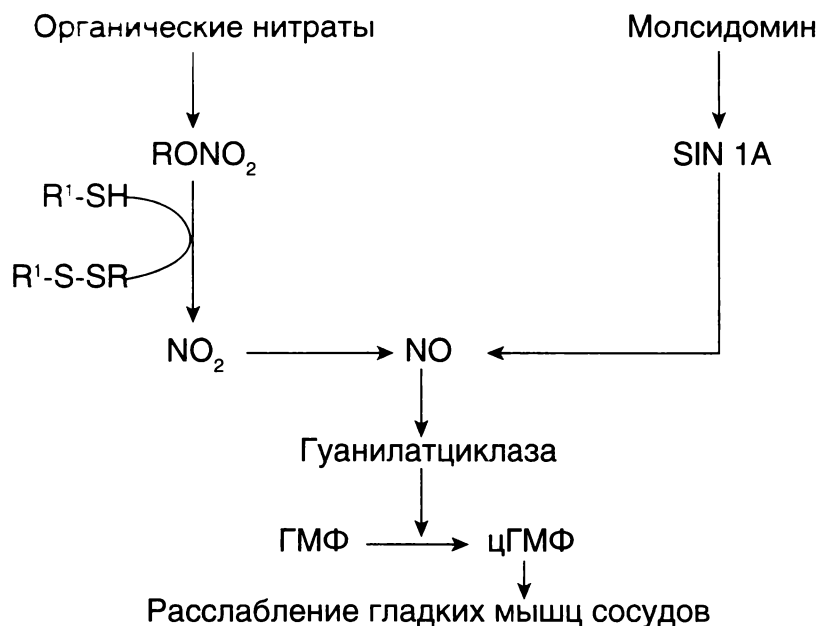 Органические нитраты
Молсидомин
RONO₂
SIN 1A
R¹-SH
R¹-S-SR
NO₂
NO
Гуанилатциклаза
ГМФ
цГМФ
Расслабление гладких мышц сосудов